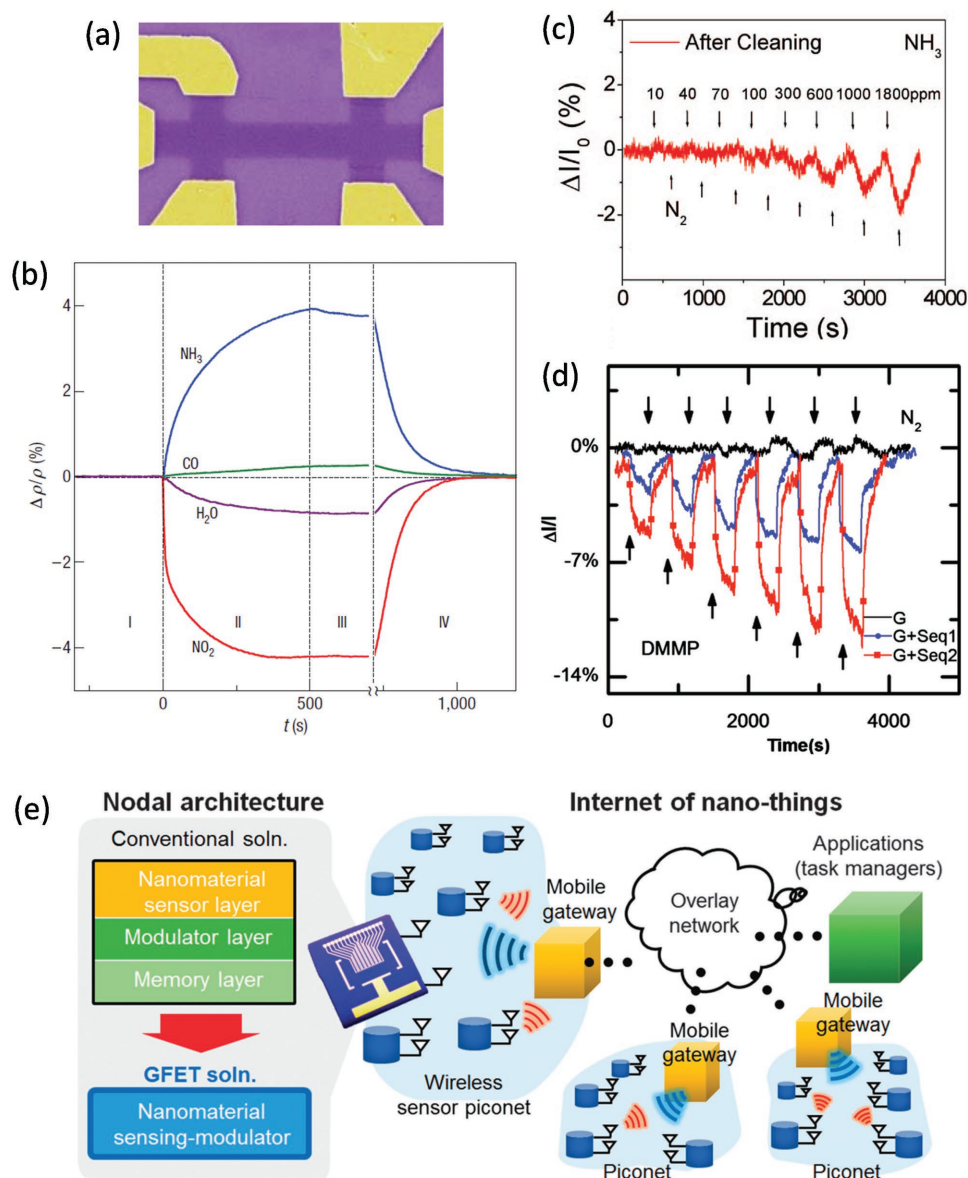 (a)
(b)
4
2
0
−2
−4
Δρ/ρ (%)
NH3
CO
H2O
NO2
I
II
III
IV
0
500
1,000
t (s)
(c)
After Cleaning
NH3
10 40 70 100 300 600 1000 1800ppm
N2
ΔI/I0 (%)
4
0
-2
0 1000 2000 3000 4000
Time (s)
(d)
N2
0%
-7%
-14%
ΔI/I
DMMP
G
G+Seq1
G+Seq2
0 2000 4000
Time(s)
(e)
Nodal architecture
Conventional soln.
Nanomaterial
sensor layer
Modulator layer
Memory layer
GFET soln.
Nanomaterial
sensing-modulator
Internet of nano-things
Mobile
gateway
Wireless
sensor piconet
Overlay
network
Applications
(task managers)
Mobile
gateway
Piconet
Mobile
gateway
Piconet